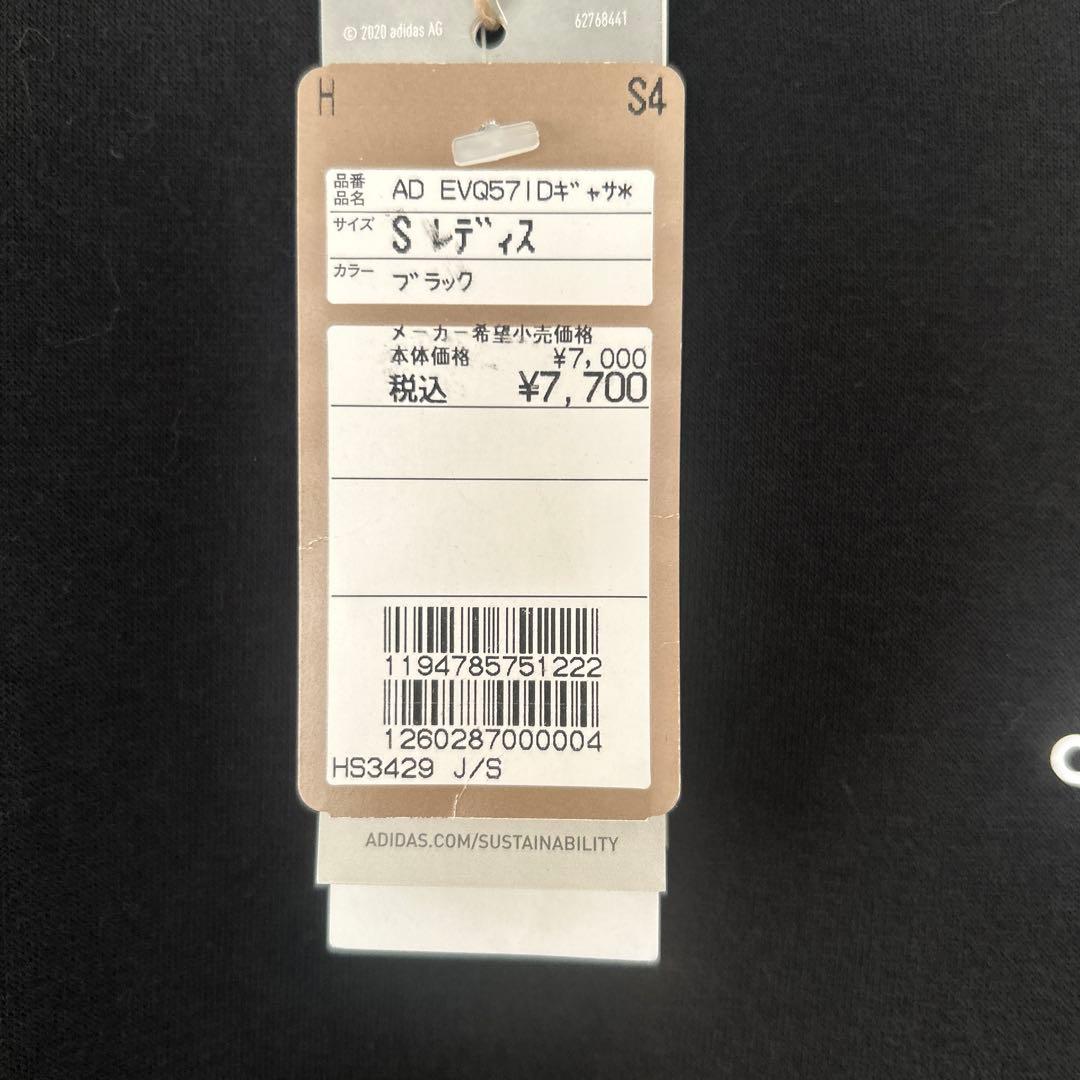 © 2020 adidas AG 62768441
H S4
品番
品名 AD EVQ57IDｷﾞｬｻ*
サイズ S ﾚﾃﾞｨｽ
カラー ﾌﾞﾗｯｸ
メーカー希望小売価格
本体価格 ¥7,000
税込 ¥7,700
1194785751222
1260287000004
HS3429 J/S
ADIDAS.COM/SUSTAINABILITY